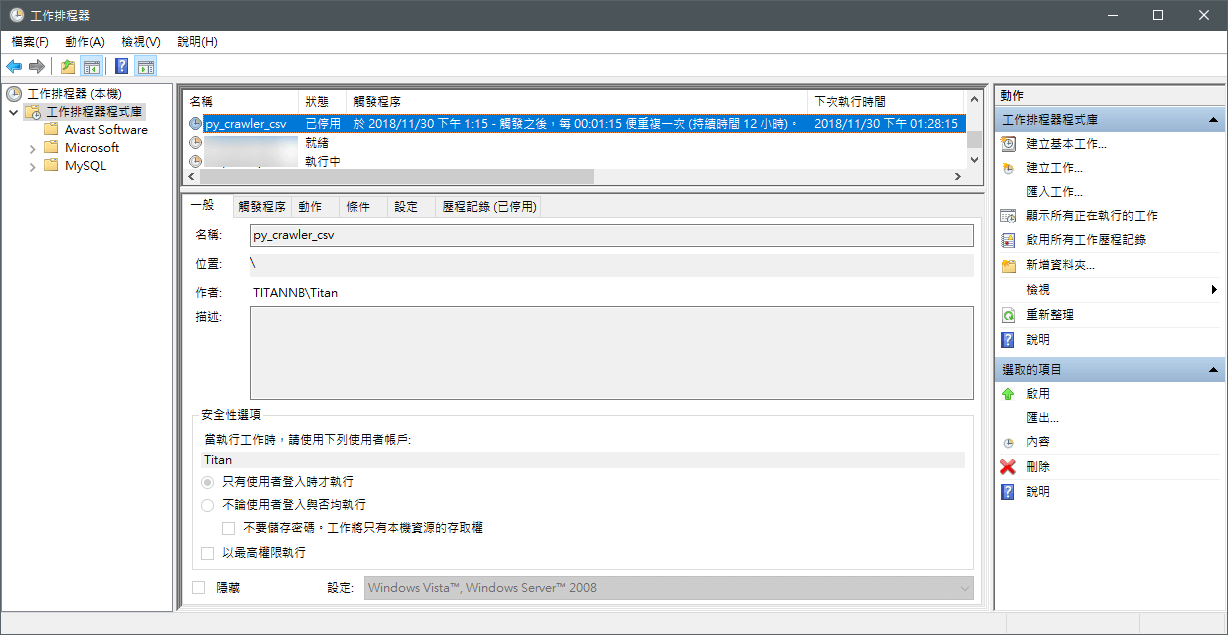 工作排程器
檔案(F) 動作(A) 檢視(V) 說明(H)
工作排程器 (本機)
工作排程器程式庫
Avast Software
Microsoft
MySQL
名稱 狀態 觸發程序 下次執行時間
py_crawler_csv 已停用 於 2018/11/30 下午 1:15 - 觸發之後，每 00:01:15 便重複一次 (持續時間 12 小時)。 2018/11/30 下午 01:28:15
就緒
執行中
一般 觸發程序 動作 條件 設定 歷程記錄 (已停用)
名稱: py_crawler_csv
位置: \
作者: TITANNB\Titan
描述:
安全性選項
當執行工作時，請使用下列使用者帳戶:
Titan
只有使用者登入時才執行
不論使用者登入與否均執行
不要儲存密碼。工作將只有本機資源的存取權
以最高權限執行
隱藏 設定: Windows Vista™, Windows Server™ 2008
動作
工作排程器程式庫
建立基本工作...
建立工作...
匯入工作...
顯示所有正在執行的工作
啟用所有工作歷程記錄
新增資料夾...
檢視
重新整理
說明
選取的項目
啟用
匯出...
內容
刪除
說明